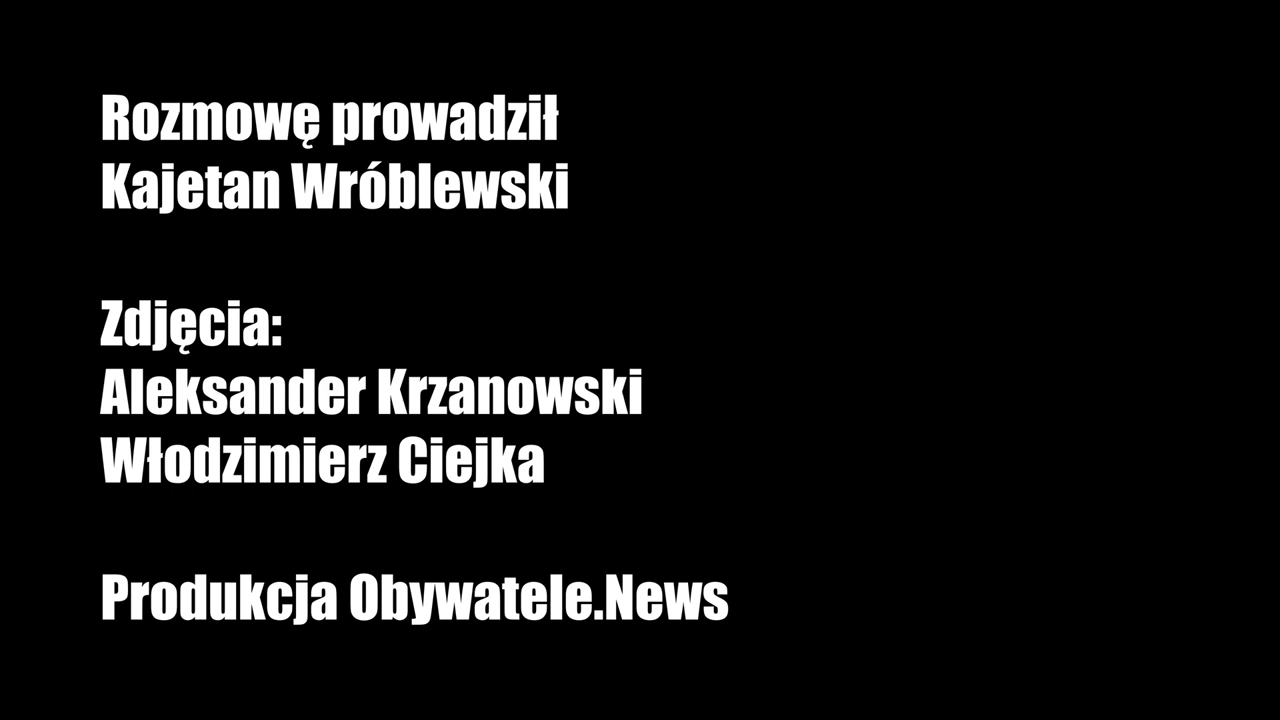 Rozmowę prowadził
Kajetan Wróblewski
Zdjęcia:
Aleksander Krzanowski
Włodzimierz Ciejka
Produkcja Obywatele.News